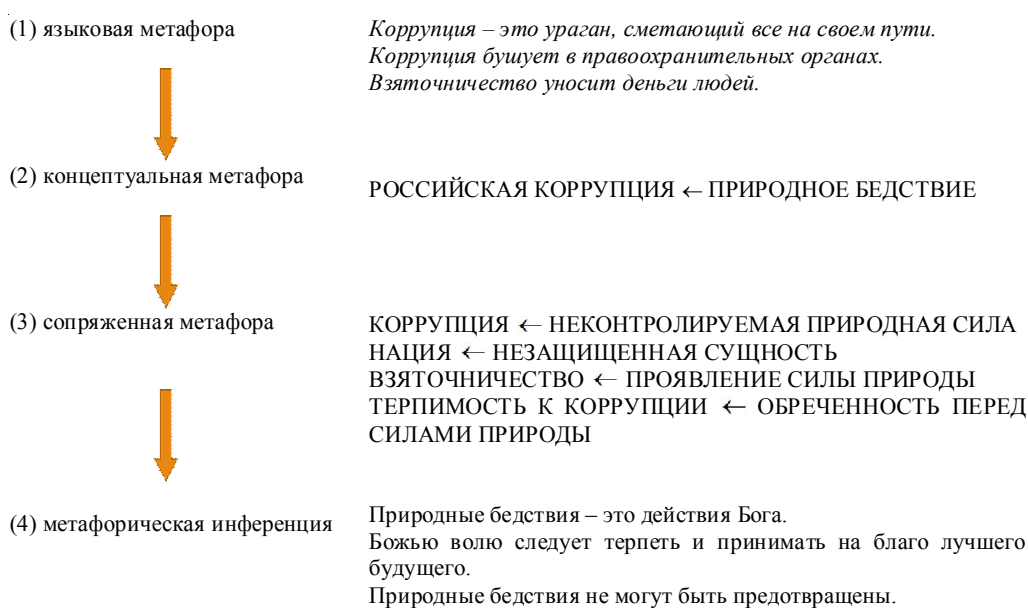 (1) языковая метафора
Коррупция – это ураган, сметающий все на своем пути.
Коррупция бушует в правоохранительных органах.
Взяточничество уносит деньги людей.
(2) концептуальная метафора
РОССИЙСКАЯ КОРРУПЦИЯ ← ПРИРОДНОЕ БЕДСТВИЕ
(3) сопряженная метафора
КОРРУПЦИЯ ← НЕКОНТРОЛИРУЕМАЯ ПРИРОДНАЯ СИЛА
НАЦИЯ ← НЕЗАЩИЩЕННАЯ СУЩНОСТЬ
ВЗЯТОЧНИЧЕСТВО ← ПРОЯВЛЕНИЕ СИЛЫ ПРИРОДЫ
ТЕРПИМОСТЬ К КОРРУПЦИИ ← ОБРЕЧЕННОСТЬ ПЕРЕД
СИЛАМИ ПРИРОДЫ
(4) метафорическая инференция
Природные бедствия – это действия Бога.
Божью волю следует терпеть и принимать на благо лучшего
будущего.
Природные бедствия не могут быть предотвращены.